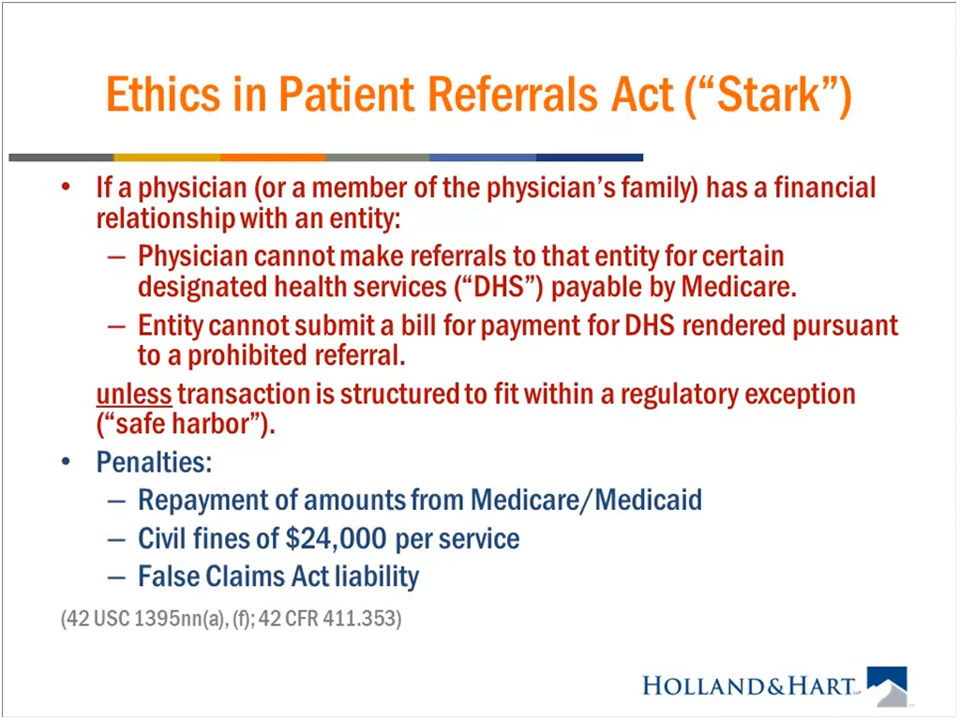 Ethics in Patient Referrals Act (“Stark”)
• If a physician (or a member of the physician’s family) has a financial
relationship with an entity:
– Physician cannot make referrals to that entity for certain
designated health services (“DHS”) payable by Medicare.
– Entity cannot submit a bill for payment for DHS rendered pursuant
to a prohibited referral.
unless transaction is structured to fit within a regulatory exception
(“safe harbor”).
• Penalties:
– Repayment of amounts from Medicare/Medicaid
– Civil fines of $24,000 per service
– False Claims Act liability
(42 USC 1395nn(a), (f); 42 CFR 411.353)
HOLLAND&HART